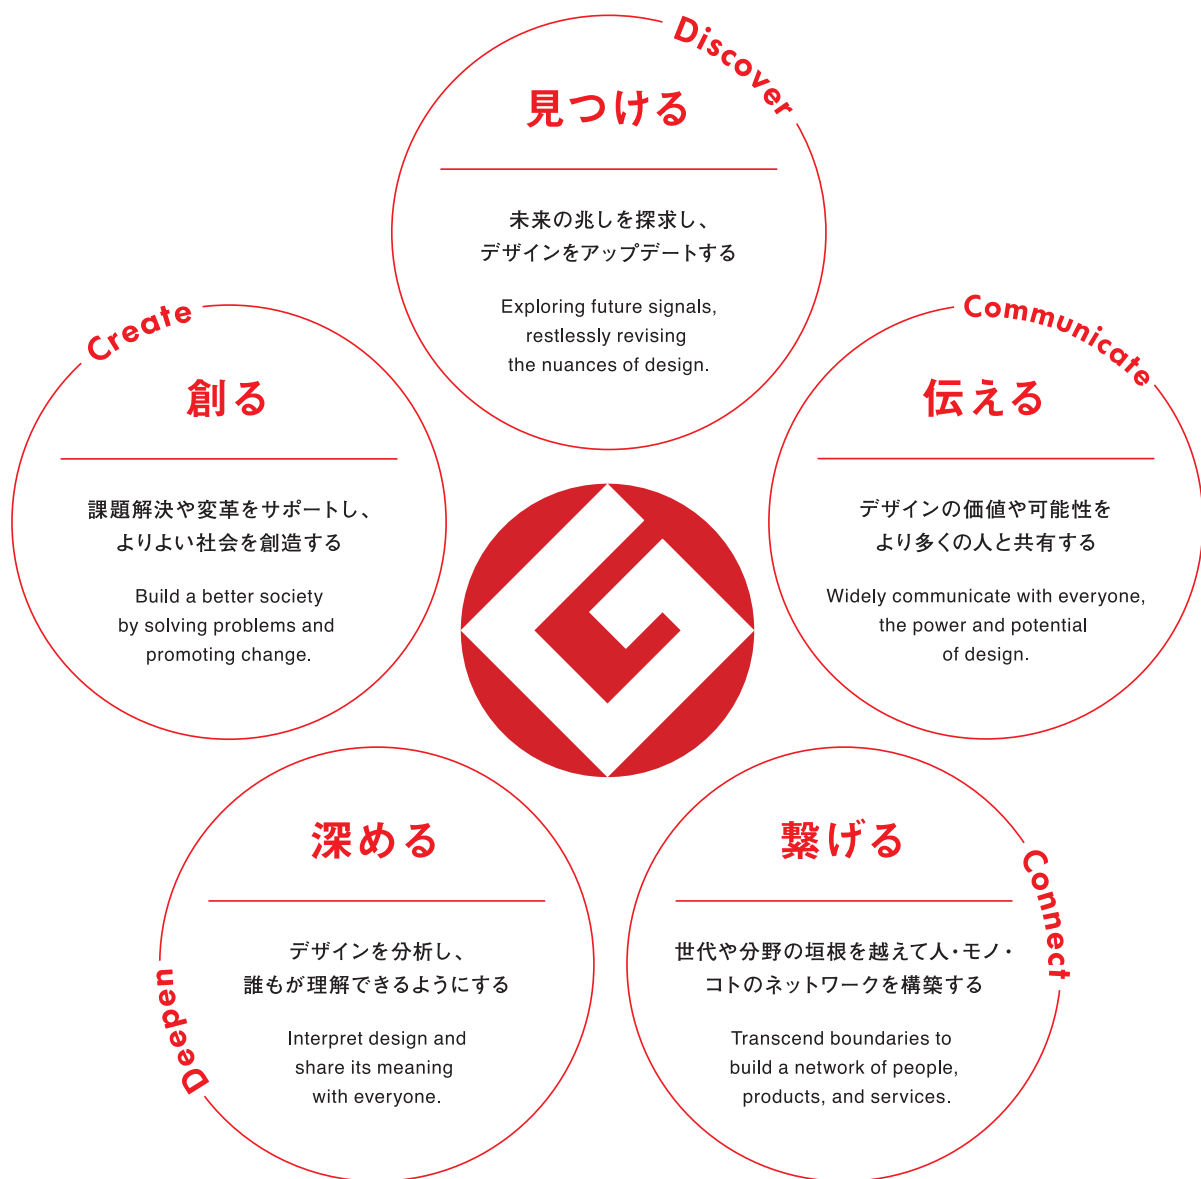 Discover
見つける
未来の兆しを探求し、
デザインをアップデートする
Exploring future signals,
restlessly revising
the nuances of design.
Create
創る
課題解決や変革をサポートし、
よりよい社会を創造する
Build a better society
by solving problems and
promoting change.
Communicate
伝える
デザインの価値や可能性を
より多くの人と共有する
Widely communicate with everyone,
the power and potential
of design.
Deepen
深める
デザインを分析し、
誰もが理解できるようにする
Interpret design and
share its meaning
with everyone.
Connect
繋げる
世代や分野の垣根を越えて人・モノ・
コトのネットワークを構築する
Transcend boundaries to
build a network of people,
products, and services.